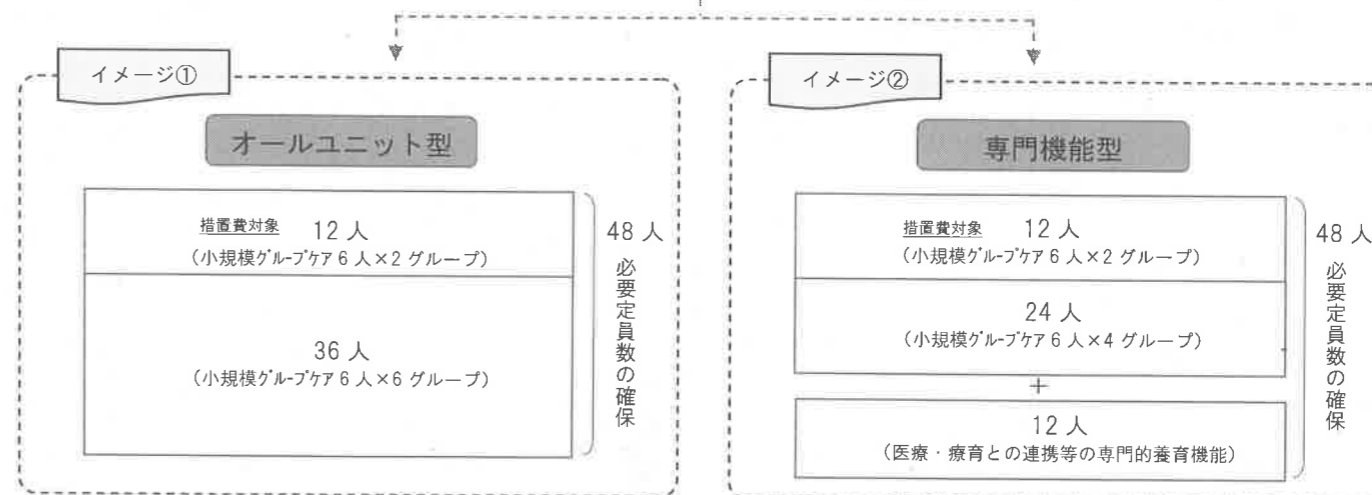 イメージ①
オールユニット型
措置費対象 12人
（小規模ｸﾞﾙｰﾌﾟｹｱ6人×2グループ）
36人
（小規模ｸﾞﾙｰﾌﾟｹｱ6人×6グループ）
48人
必要定員数の確保
イメージ②
専門機能型
措置費対象 12人
（小規模ｸﾞﾙｰﾌﾟｹｱ6人×2グループ）
24人
（小規模ｸﾞﾙｰﾌﾟｹｱ6人×4グループ）
+
12人
（医療・療育との連携等の専門的養育機能）
48人
必要定員数の確保